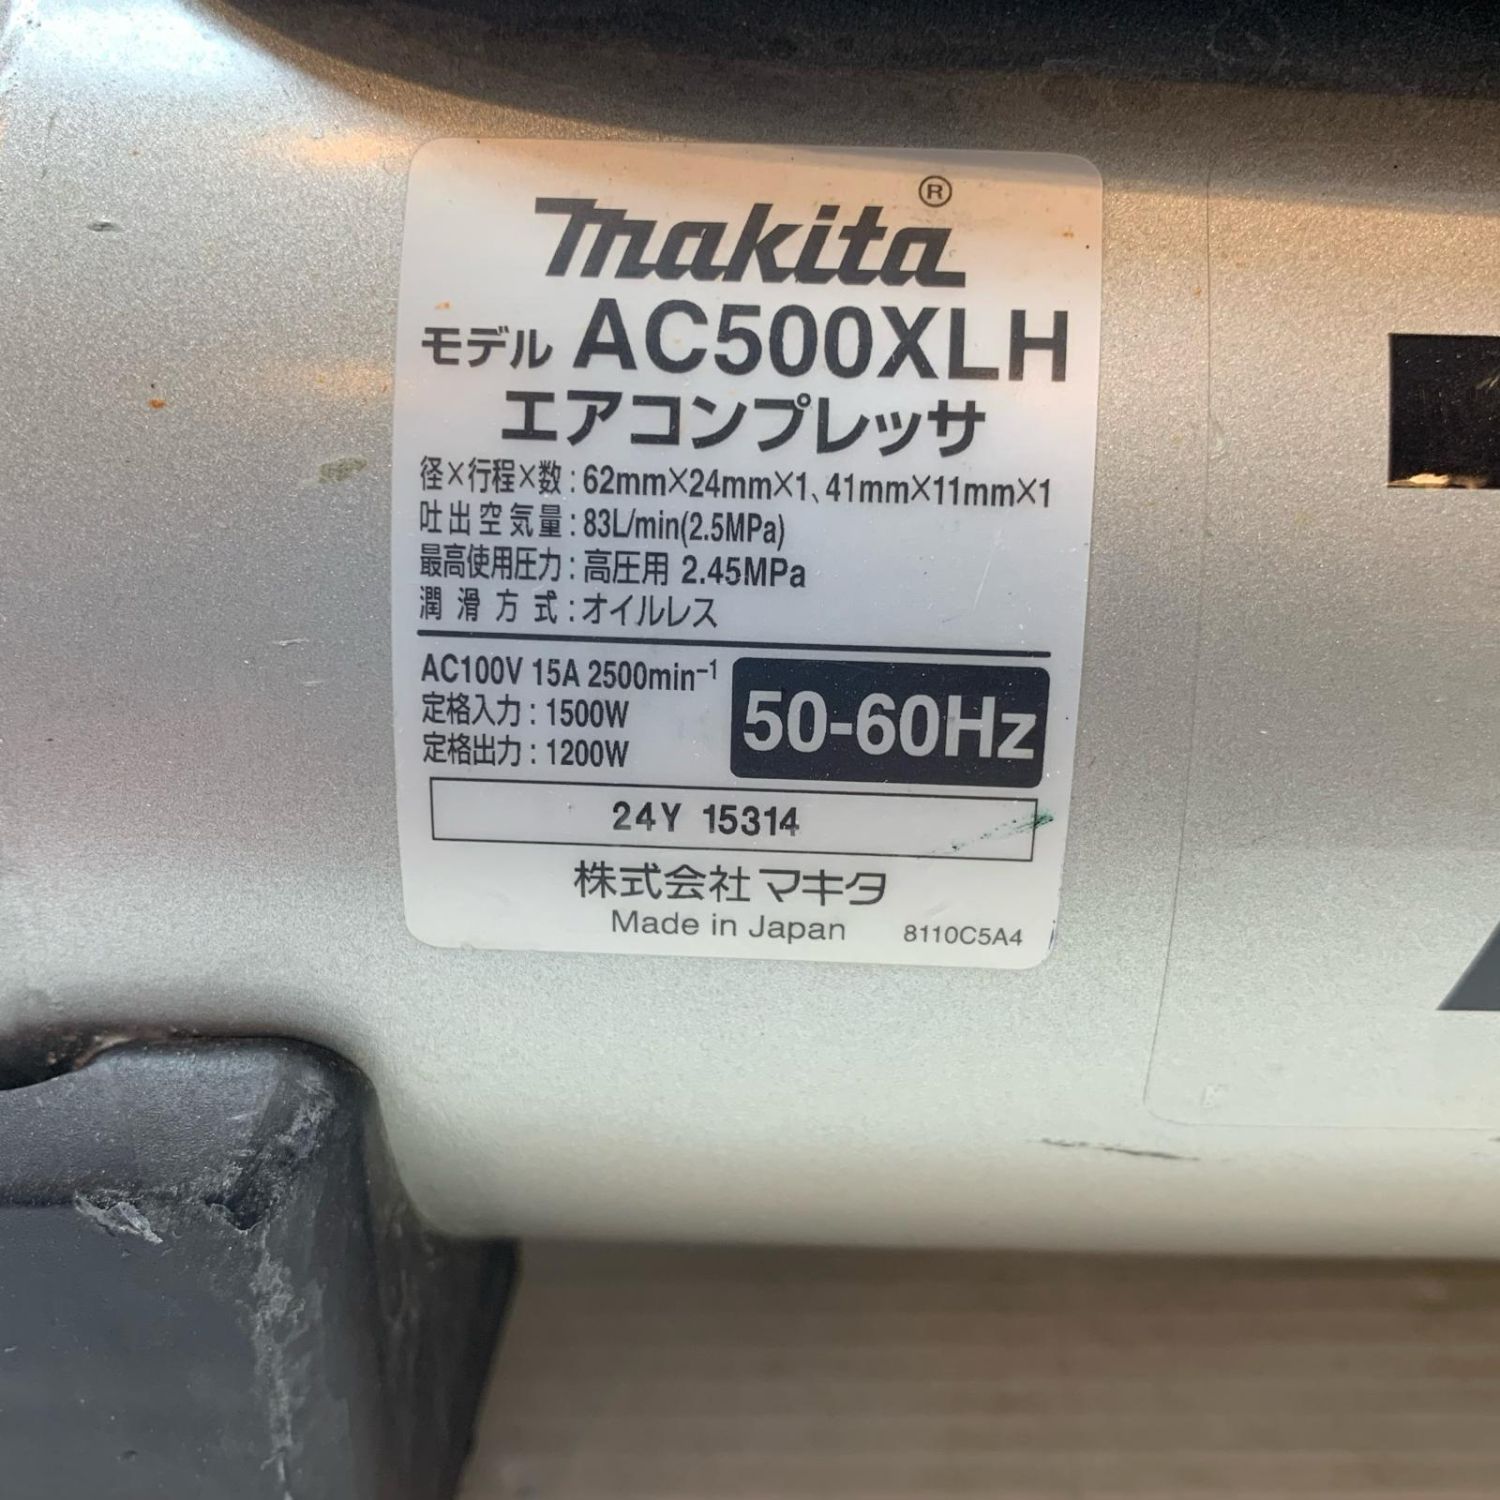 makita®
モデル AC500XLH
エアコンプレッサ
径×行程×数:62mm×24mm×1、41mm×11mm×1
吐出空気量:83L/min(2.5MPa)
最高使用圧力:高圧用 2.45MPa
潤滑方式:オイルレス
AC100V 15A 2500min⁻¹
定格入力:1500W
定格出力:1200W
50-60Hz
24Y 15314
株式会社マキタ
Made in Japan 8110C5A4